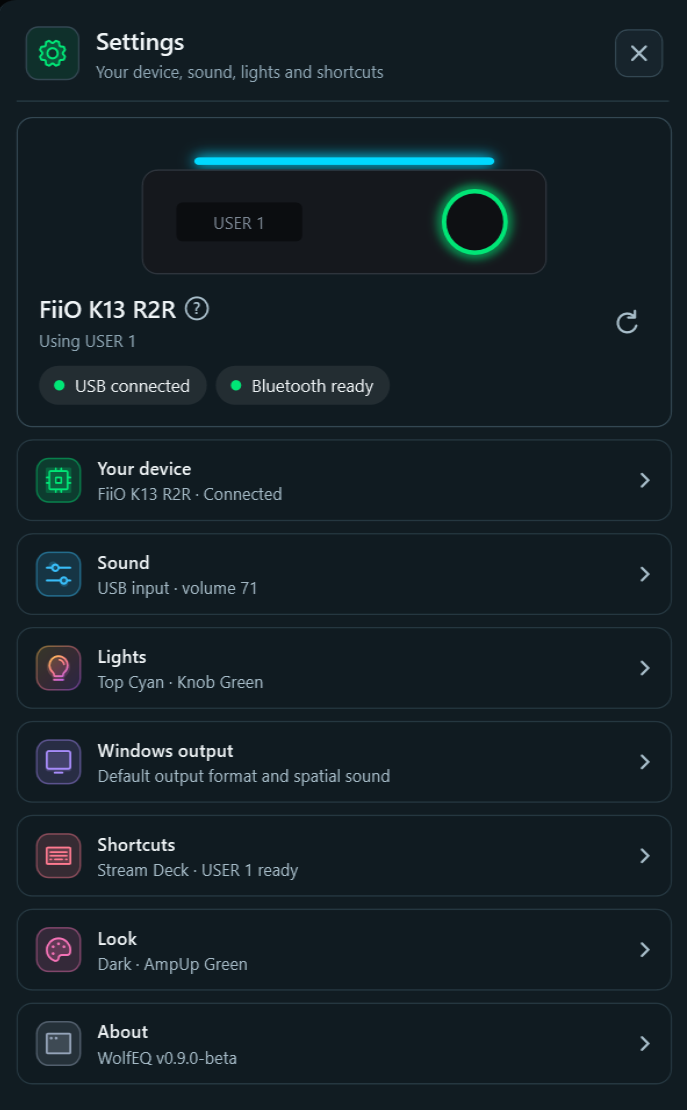 Settings
Your device, sound, lights and shortcuts
USER 1
FiiO K13 R2R ?
Using USER 1
USB connected
Bluetooth ready
Your device
FiiO K13 R2R · Connected
Sound
USB input · volume 71
Lights
Top Cyan · Knob Green
Windows output
Default output format and spatial sound
Shortcuts
Stream Deck · USER 1 ready
Look
Dark · AmpUp Green
About
WolfEQ v0.9.0-beta